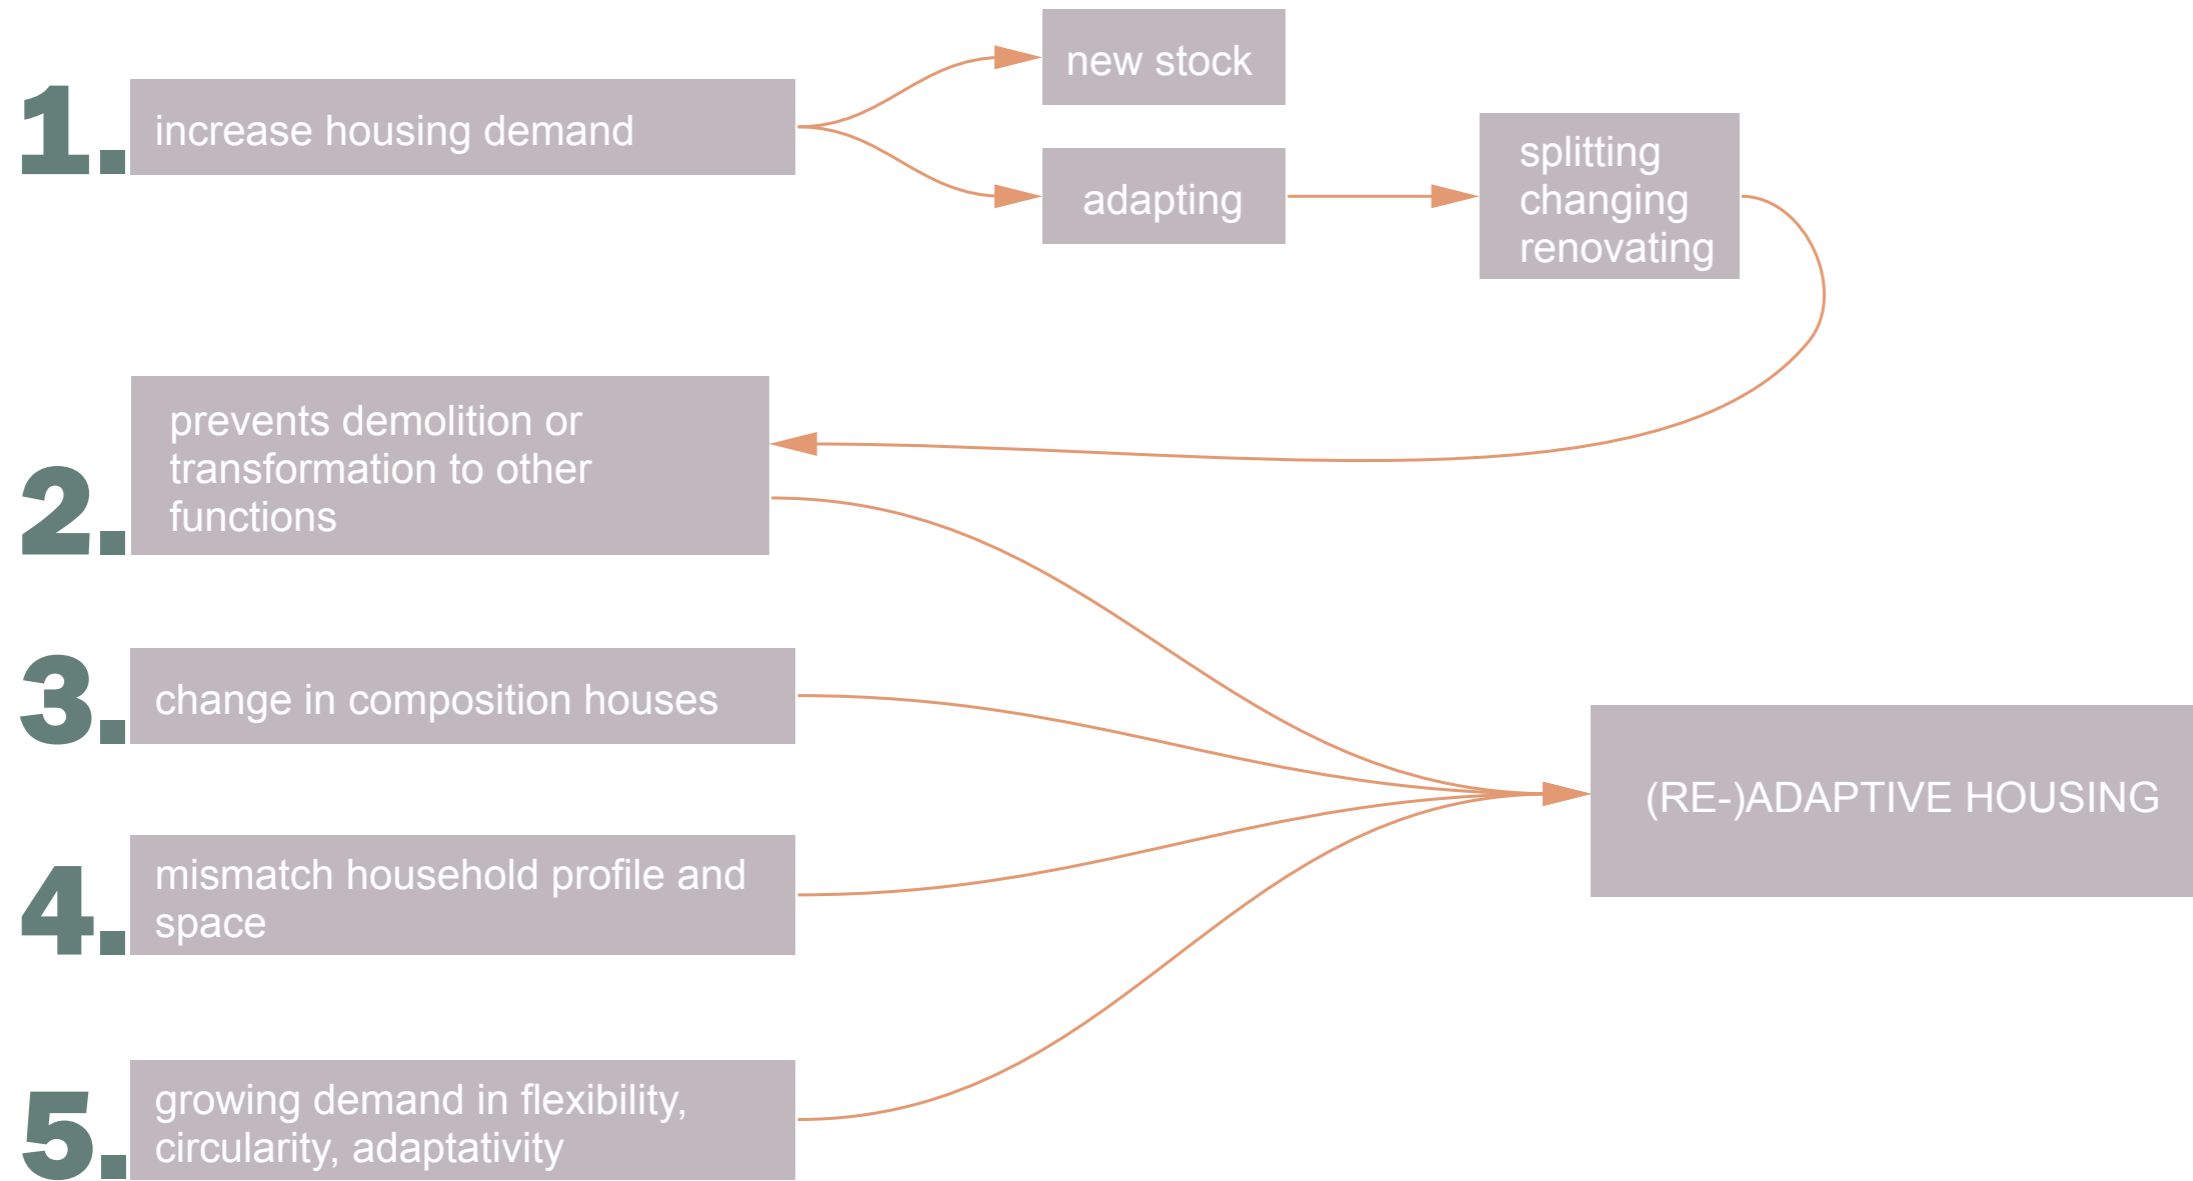 1.
increase housing demand
new stock
adapting
splitting
changing
renovating
2.
prevents demolition or
transformation to other
functions
3.
change in composition houses
4.
mismatch household profile and
space
5.
growing demand in flexibility,
circularity, adaptativity
(RE-)ADAPTIVE HOUSING